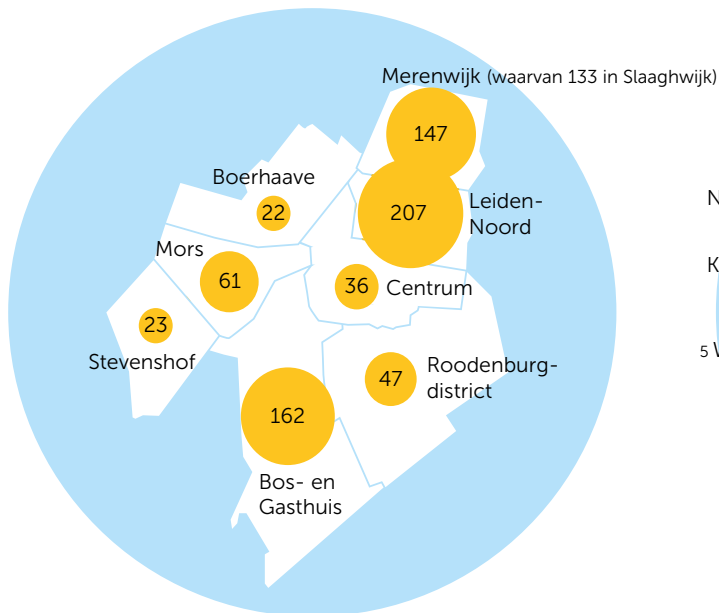 Merenwijk (waarvan 133 in Slaaghwijk)
147
Boerhaave
22
207
Leiden-
Noord
Mors
61
36
Centrum
23
Stevenshof
47
Roodenburg-
district
162
Bos- en
Gasthuis
N
K
5